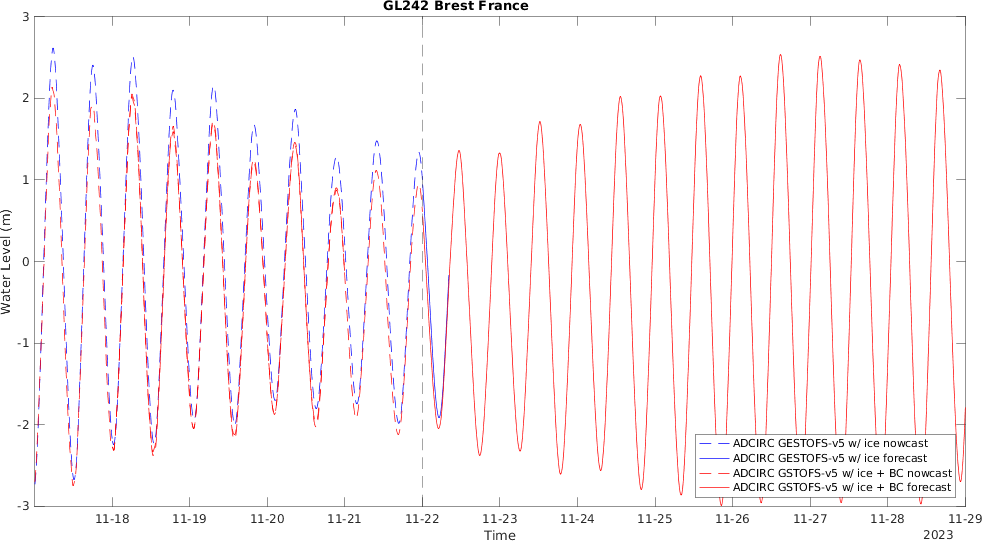 GL242 Brest France
3
2
1
0
-1
-2
-3
Water Level (m)
ADCIRC GESTOFS-v5 w/ ice nowcast
ADCIRC GESTOFS-v5 w/ ice forecast
ADCIRC GSTOFS-v5 w/ ice + BC nowcast
ADCIRC GSTOFS-v5 w/ ice + BC forecast
11-18 11-19 11-20 11-21 11-22 11-23 11-24 11-25 11-26 11-27 11-28 11-29
Time
2023